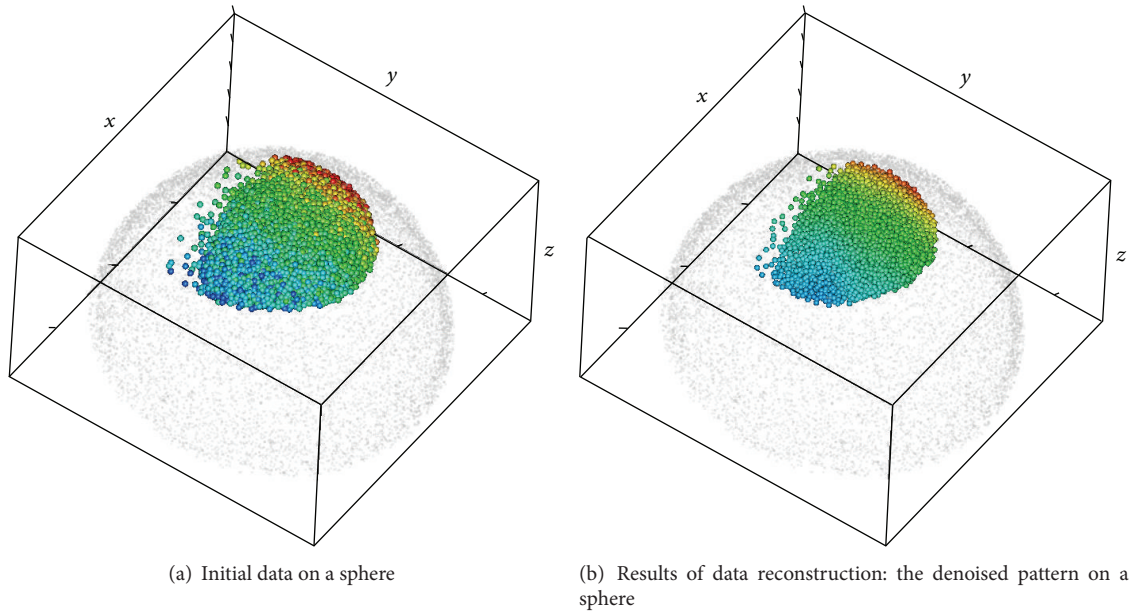 y
x
z
y
x
z
(a) Initial data on a sphere
(b) Results of data reconstruction: the denoised pattern on a
sphere